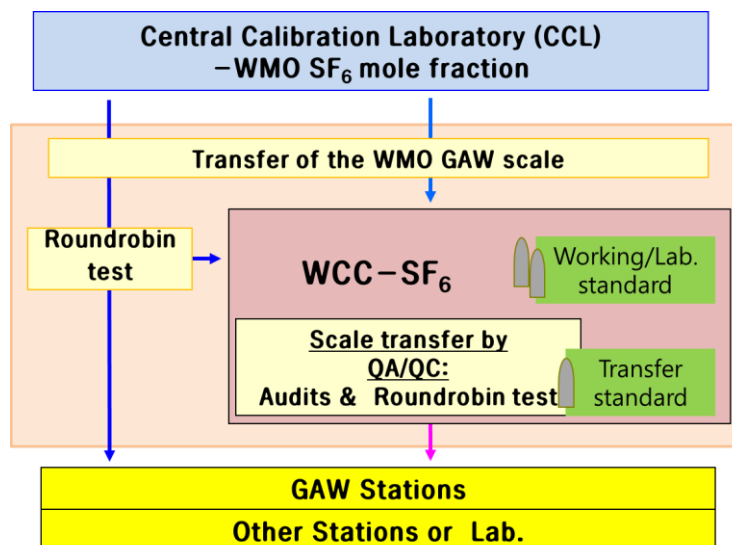 Central Calibration Laboratory (CCL)
–WMO SF₆ mole fraction
Transfer of the WMO GAW scale
Roundrobin
test
WCC–SF₆
Working/Lab.
standard
Scale transfer by
QA/QC:
Audits & Roundrobin test
Transfer
standard
GAW Stations
Other Stations or Lab.